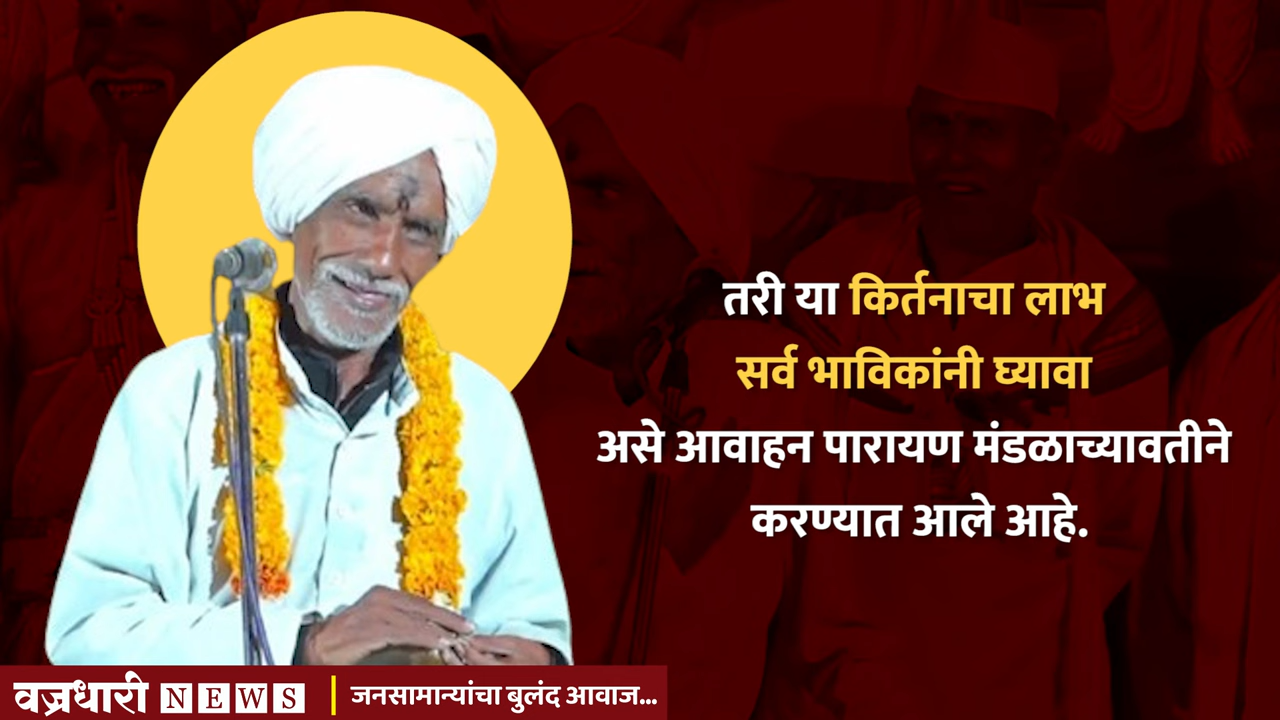 तरी या किर्तनाचा लाभ
सर्व भाविकांनी घ्यावा
असे आवाहन पारायण मंडळाच्यावतीने
करण्यात आले आहे.
वज्रधारी NEWS | जनसामान्यांचा बुलंद आवाज...